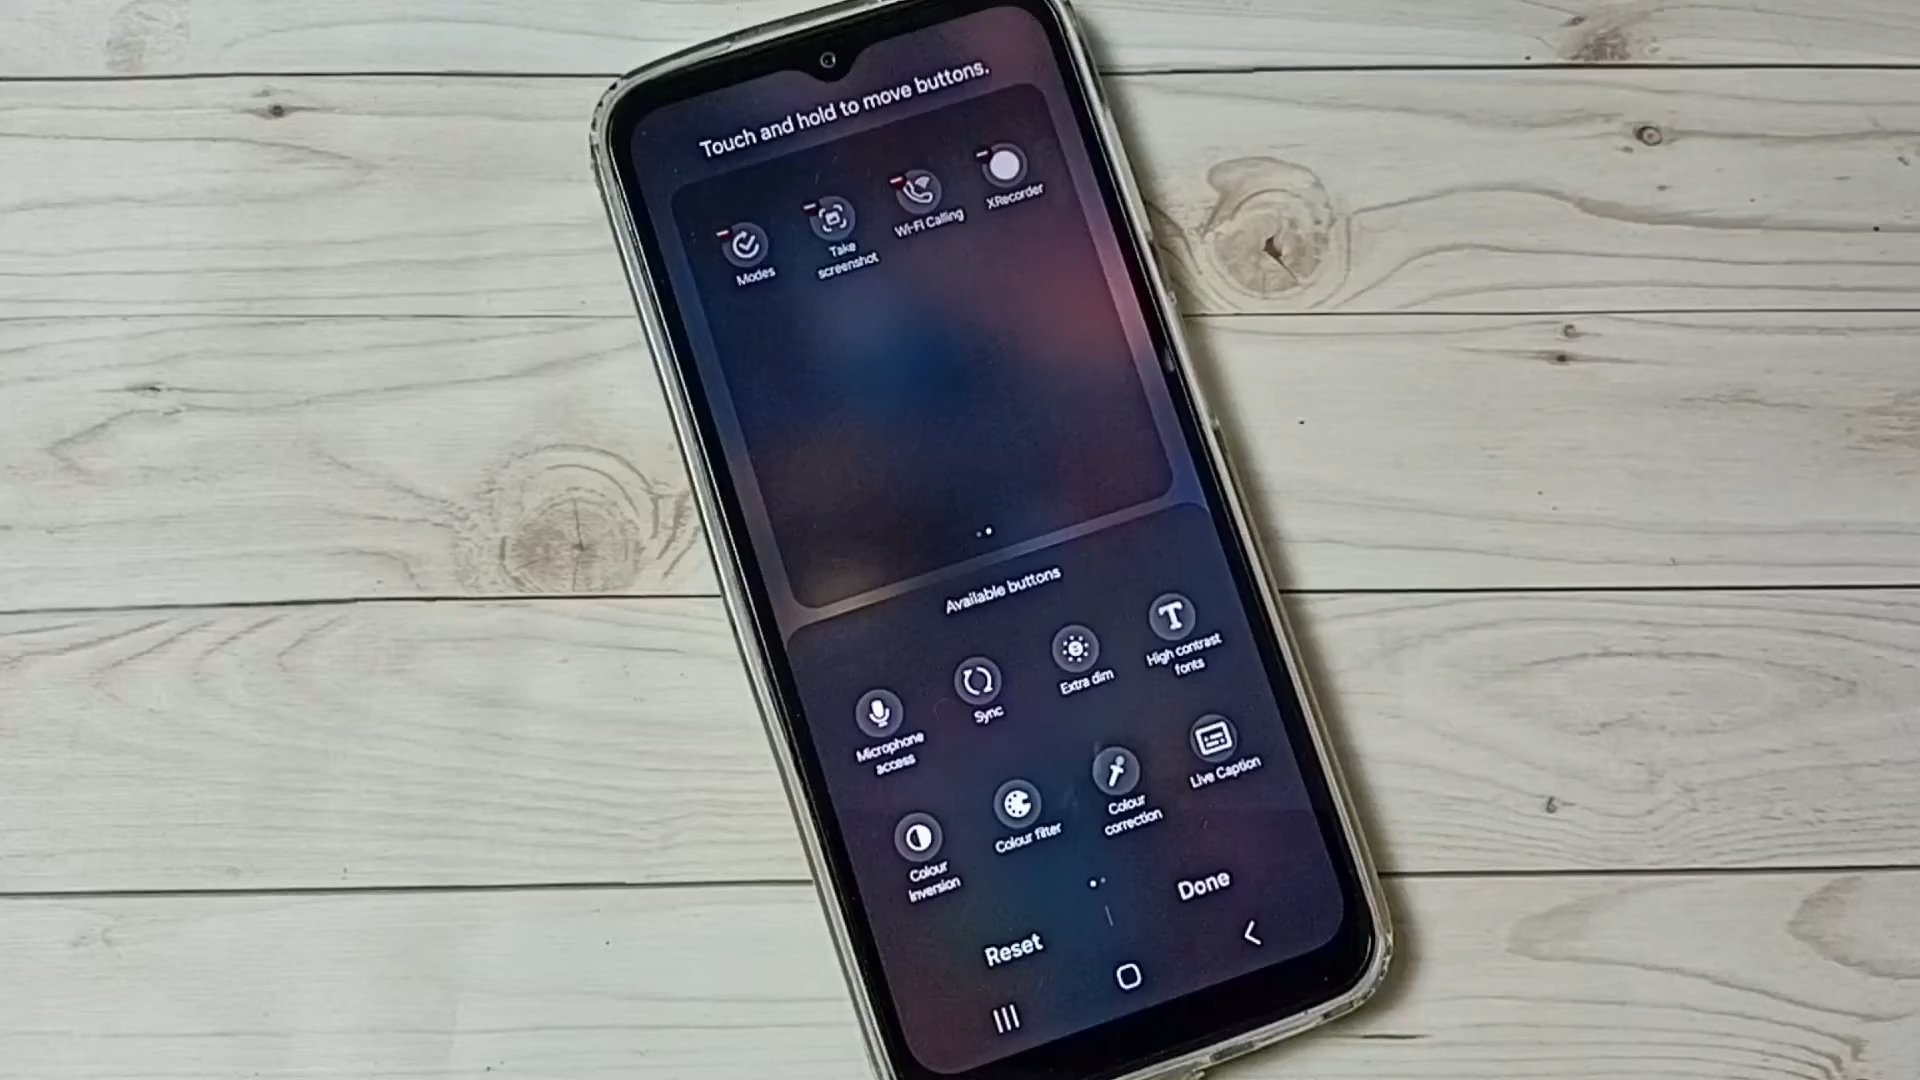 Touch and hold to move buttons.
Modes
Take
screenshot
Wi-Fi Calling
XRecorder
Available buttons
Microphone
access
Sync
Extra dim
High contrast
fonts
Colour
inversion
Colour filter
Colour
correction
Live Caption
Reset
Done